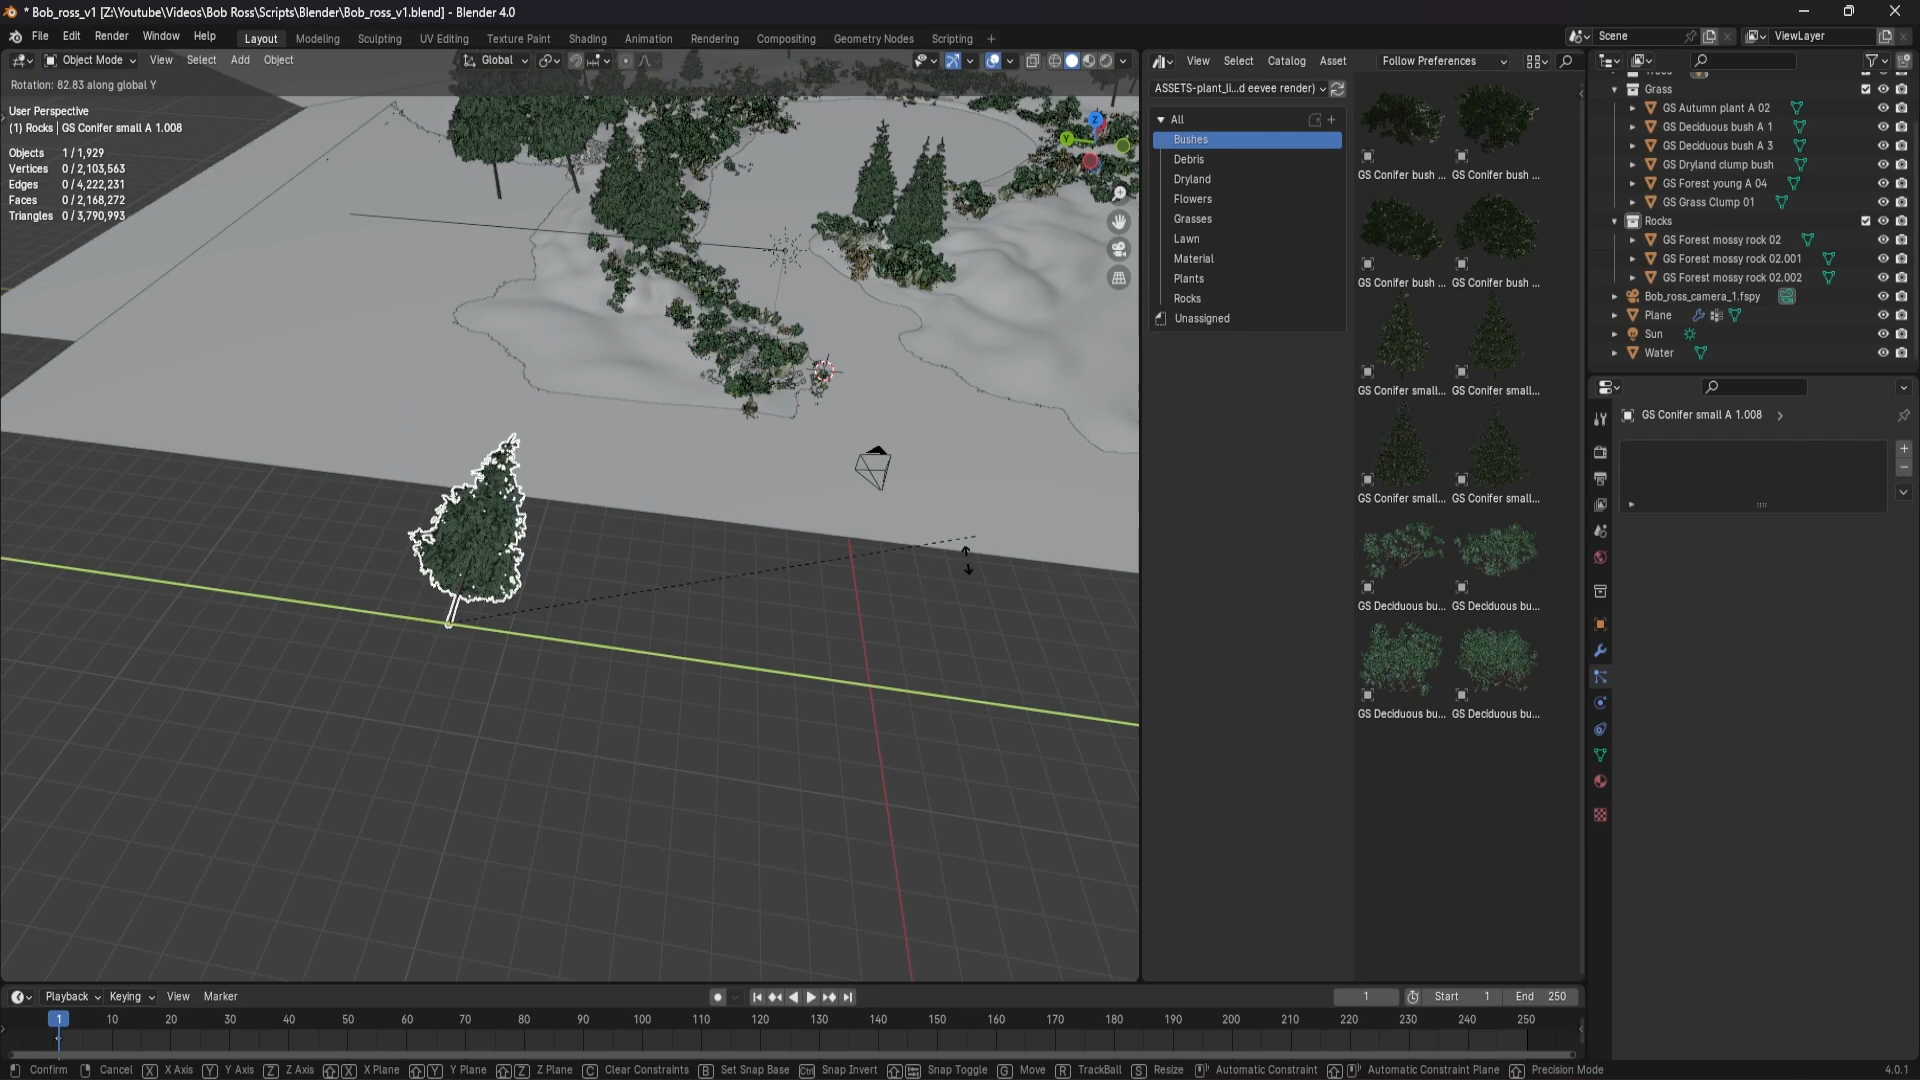 * Bob_ross_v1 [Z:\Youtube\Videos\Bob Ross\Scripts\Blender\Bob_ross_v1.blend] - Blender 4.0
File Edit Render Window Help Layout Modeling Sculpting UV Editing Texture Paint Shading Animation Rendering Compositing Geometry Nodes Scripting +
Scene ViewLayer
Object Mode View Select Add Object Global
View Select Catalog Asset Follow Preferences
Rotation: 82.83 along global Y
User Perspective
(1) Rocks | GS Conifer small A 1.008
Objects 1 / 1,929
Vertices 0 / 2,103,563
Edges 0 / 4,222,231
Faces 0 / 2,168,272
Triangles 0 / 3,790,993
Z
Y
ASSETS-plant_li...d eevee render)
All
Bushes
Debris
Dryland
Flowers
Grasses
Lawn
Material
Plants
Rocks
Unassigned
GS Conifer bush ... GS Conifer bush ...
GS Conifer bush ... GS Conifer bush ...
GS Conifer small... GS Conifer small...
GS Conifer small... GS Conifer small...
GS Deciduous bu... GS Deciduous bu...
GS Deciduous bu... GS Deciduous bu...
Grass
GS Autumn plant A 02
GS Deciduous bush A 1
GS Deciduous bush A 3
GS Dryland clump bush
GS Forest young A 04
GS Grass Clump 01
Rocks
GS Forest mossy rock 02
GS Forest mossy rock 02.001
GS Forest mossy rock 02.002
Bob_ross_camera_1.fspy
Plane
Sun
Water
GS Conifer small A 1.008
Playback Keying View Marker 1 Start 1 End 250
1 10 20 30 40 50 60 70 80 90 100 110 120 130 140 150 160 170 180 190 200 210 220 230 240 250
Confirm Cancel X X Axis Y Y Axis Z Z Axis X X Plane Y Y Plane Z Z Plane C Clear Constraints B Set Snap Base Ctrl Snap Invert Snap Toggle G Move R TrackBall S Resize Automatic Constraint Automatic Constraint Plane Precision Mode 4.0.1